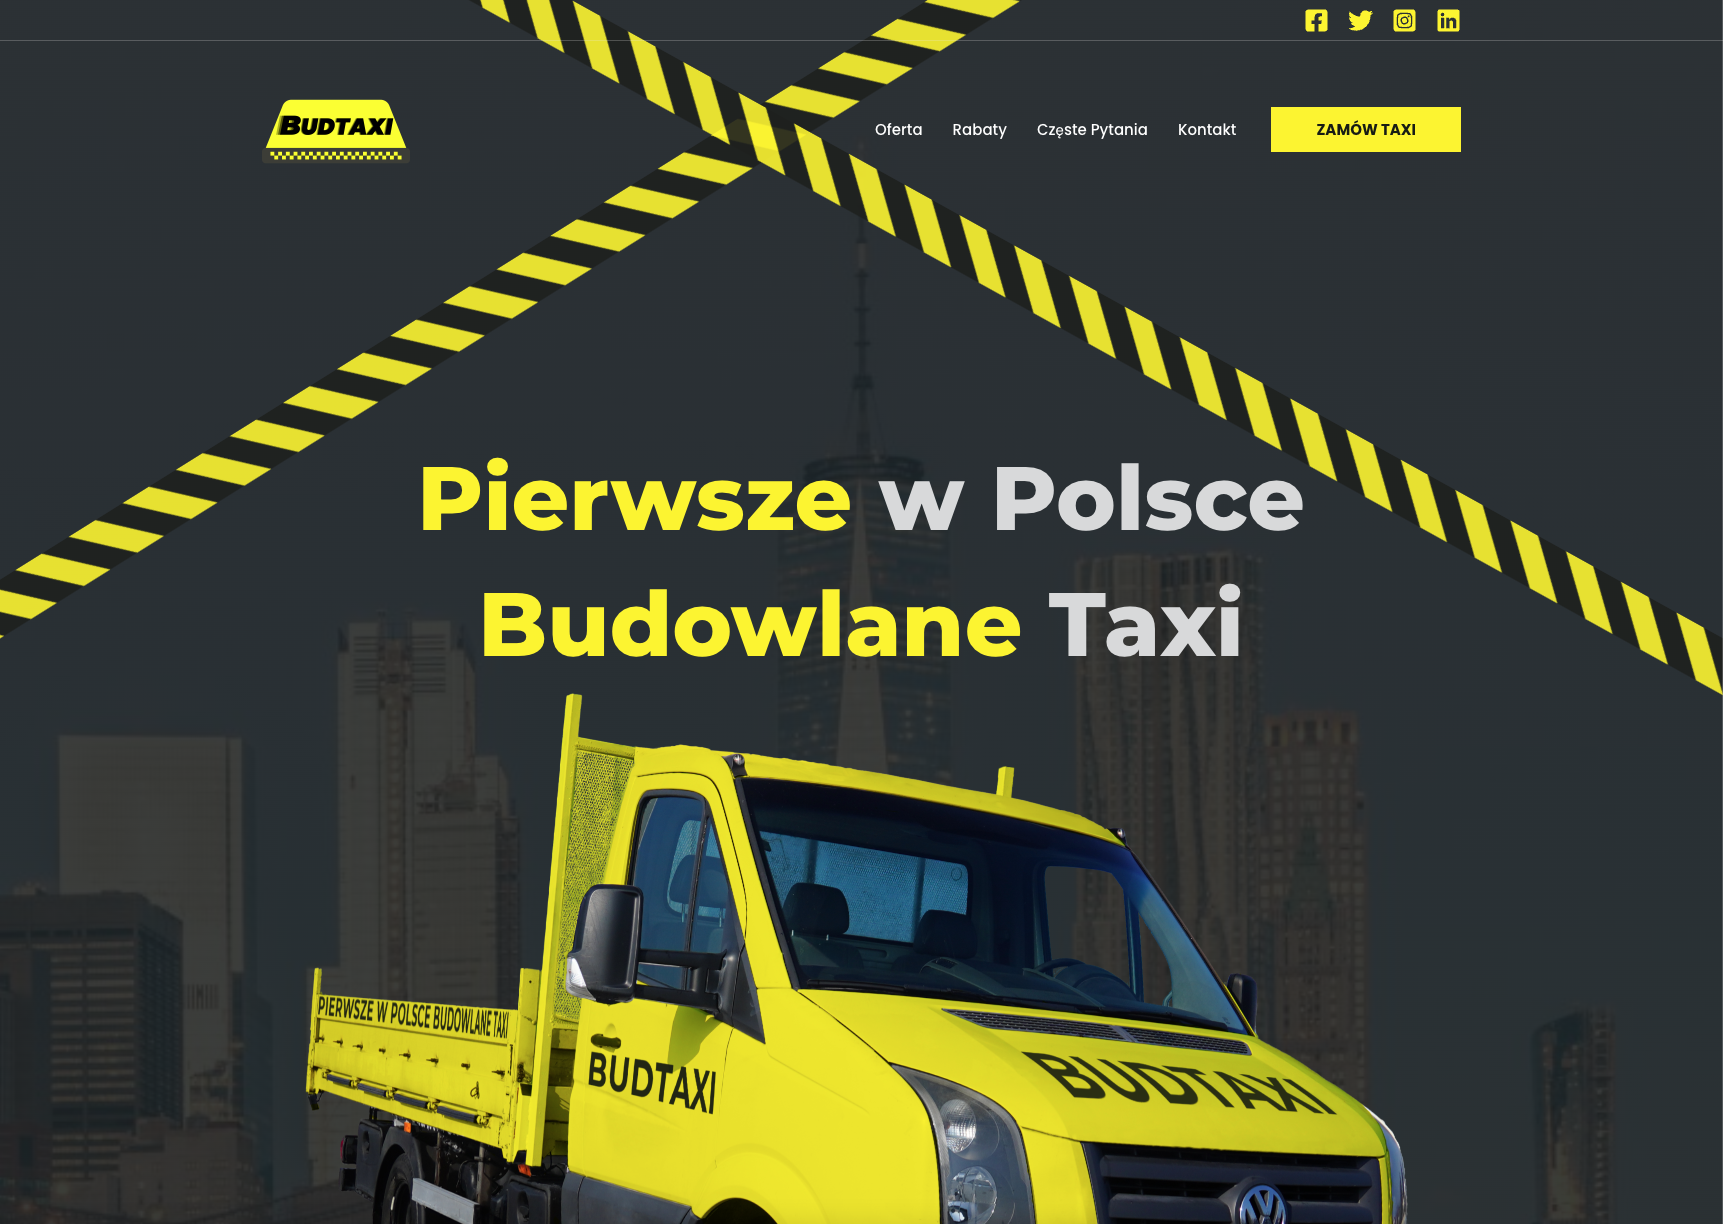 BUDTAXI
Oferta
Rabaty
Częste Pytania
Kontakt
ZAMÓW TAXI
Pierwsze w Polsce
Budowlane Taxi
PIERWSZE W POLSCE BUDOWLANE TAXI
BUDTAXI
BUDTAXI